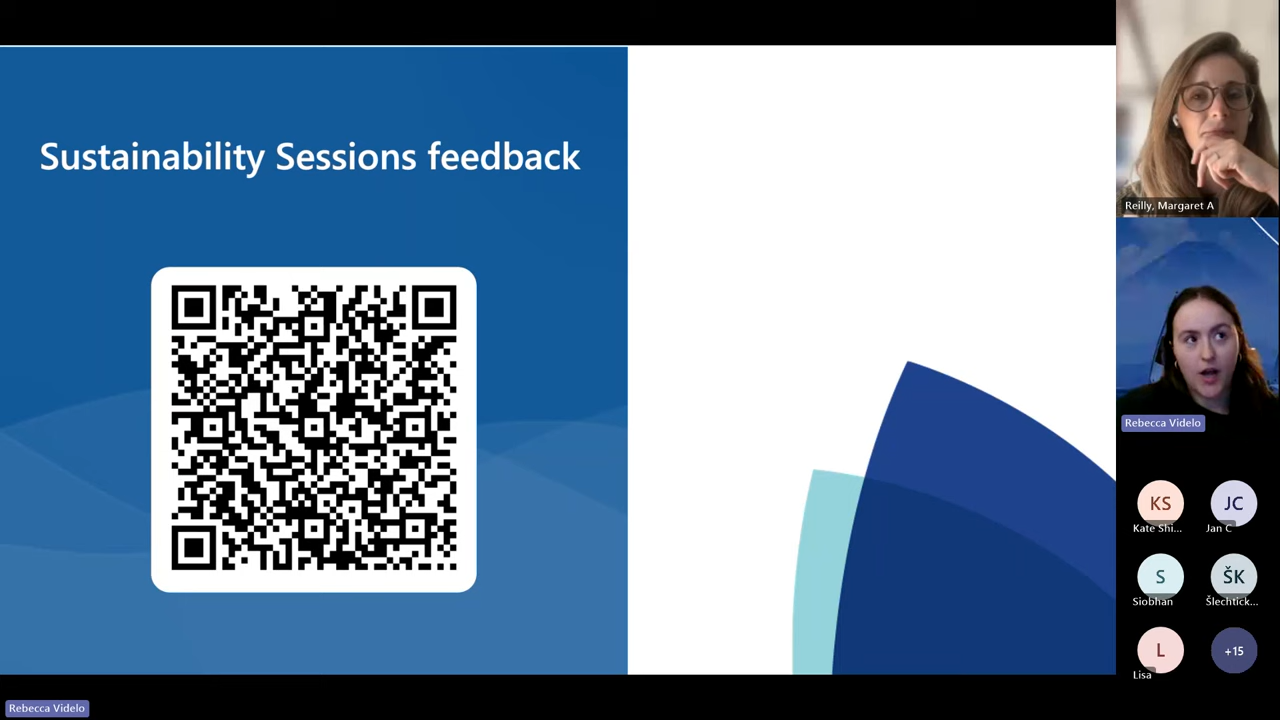 Sustainability Sessions feedback
Reilly, Margaret A
Rebecca Videlo
KS
JC
Kate Shi...
Jan C
S
ŠK
Siobhan
Šlechtick...
L
+15
Lisa
Rebecca Videlo